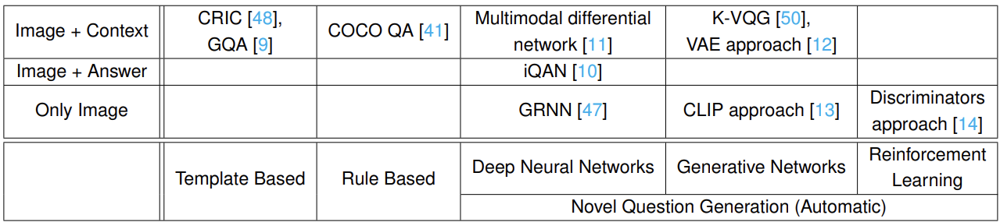 Image + Context
CRIC [48],
GQA [9]
COCO QA [41]
Multimodal differential
network [11]
K-VQG [50],
VAE approach [12]
Image + Answer
iQAN [10]
Only Image
GRNN [47]
CLIP approach [13]
Discriminators
approach [14]
Template Based
Rule Based
Deep Neural Networks
Generative Networks
Reinforcement
Learning
Novel Question Generation (Automatic)